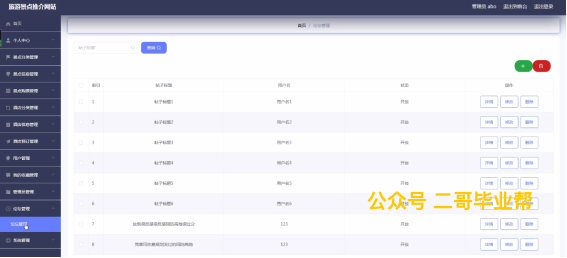 旅游景点推介网站
管理员 abo 退出到前台 退出登录
首页
首页 / 论坛管理
个人中心
景点分类管理
景点信息管理
景点购票管理
酒店分类管理
酒店信息管理
酒店预订管理
用户管理
我的收藏管理
管理员管理
论坛管理
论坛管理
系统管理
帖子标题
查询
索引 帖子标题 用户名 状态 操作
1 帖子标题1 用户名1 开放 详情 修改 删除
2 帖子标题2 用户名2 开放 详情 修改 删除
3 帖子标题3 用户名3 开放 详情 修改 删除
4 帖子标题4 用户名4 开放 详情 修改 删除
5 帖子标题5 用户名5 开放 详情 修改 删除
6 帖子标题6 用户名6 开放 详情 修改 删除
7 123 开放 详情 修改 删除
8 123 开放 详情 修改 删除
公众号 二哥毕业帮